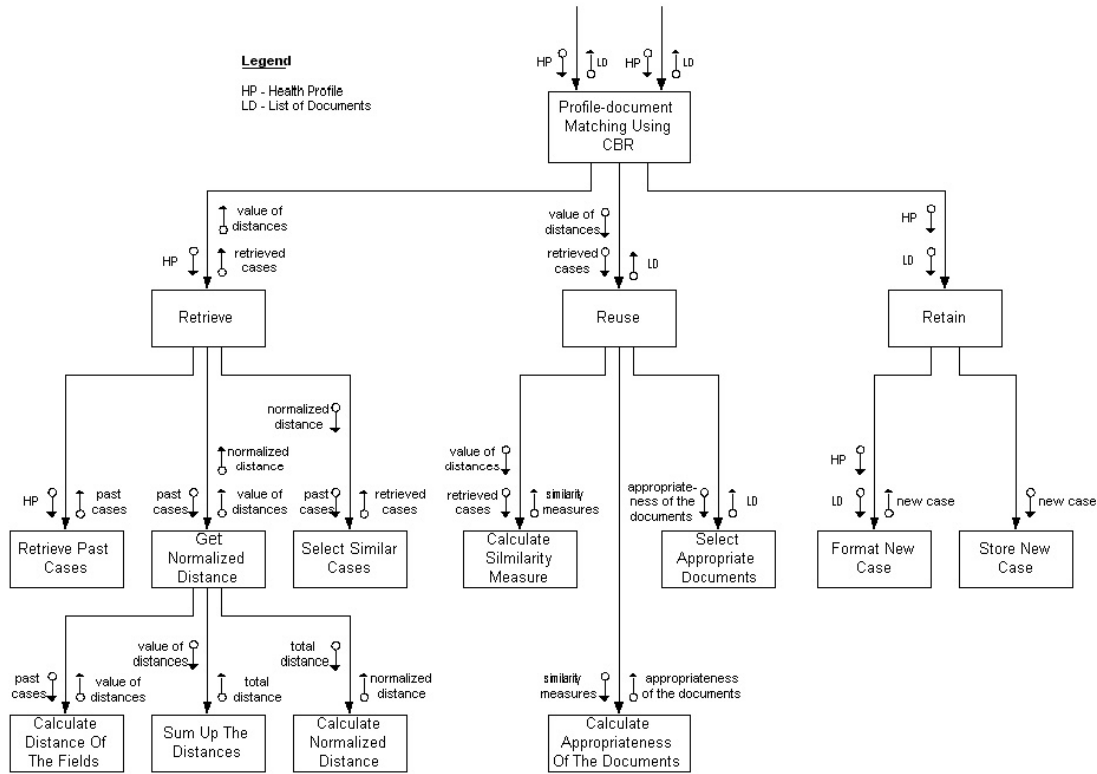 Legend
HP - Health Profile
LD - List of Documents
HP
LD
HP
LD
Profile-document
Matching Using
CBR
value of
distances
HP
retrieved
cases
value of
distances
retrieved
cases
LD
HP
LD
Retrieve
Reuse
Retain
normalized
distance
normalized
distance
HP
past
cases
past
cases
value of
distances
past
cases
retrieved
cases
value of
distances
retrieved
cases
similarity
measures
appropriate-
ness of the
documents
LD
HP
LD
new case
new case
Retrieve Past
Cases
Get
Normalized
Distance
Select Similar
Cases
Calculate
Silmilarity
Measure
Select
Appropriate
Documents
Format New
Case
Store New
Case
past
cases
value of
distances
value of
distances
total
distance
total
distance
normalized
distance
similarity
measures
appropriateness
of the documents
Calculate
Distance Of
The Fields
Sum Up The
Distances
Calculate
Normalized
Distance
Calculate
Appropriateness
Of The Documents